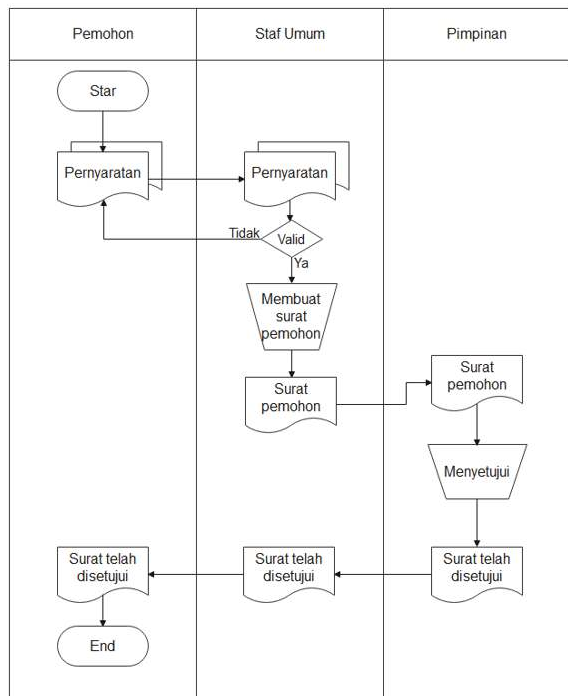 Pemohon
Staf Umum
Pimpinan
Star
Pernyaratan
Pernyaratan
Tidak
Valid
Ya
Membuat
surat
pemohon
Surat
pemohon
Surat
pemohon
Menyetujui
Surat telah
disetujui
Surat telah
disetujui
Surat telah
disetujui
End